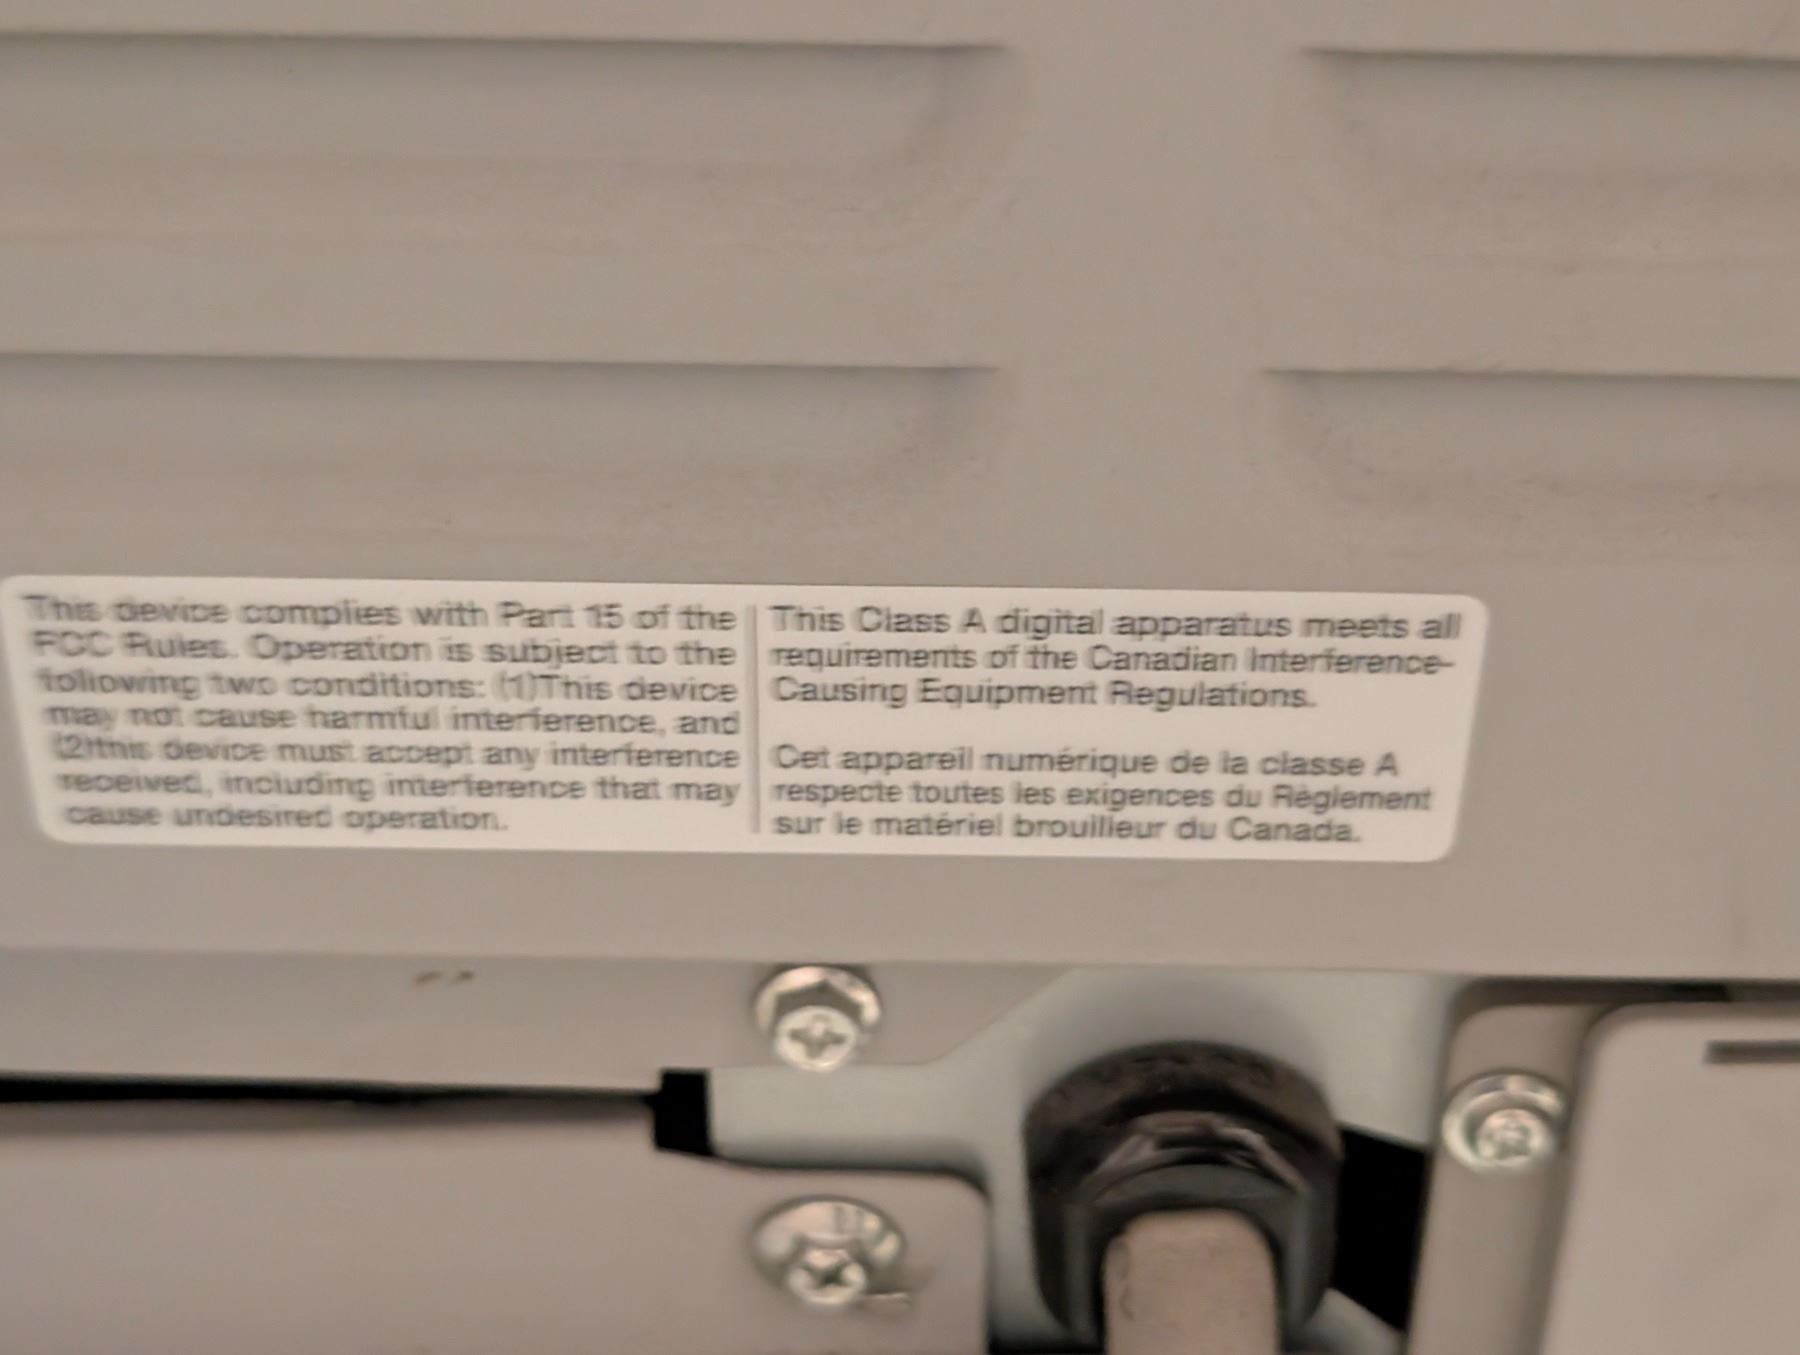 This device complies with Part 15 of the
FCC Rules. Operation is subject to the
following two conditions: (1)This device
may not cause harmful interference, and
(2)this device must accept any interference
received, including interference that may
cause undesired operation.
This Class A digital apparatus meets all
requirements of the Canadian Interference-
Causing Equipment Regulations.
Cet appareil numérique de la classe A
respecte toutes les exigences du Règlement
sur le matériel brouilleur du Canada.